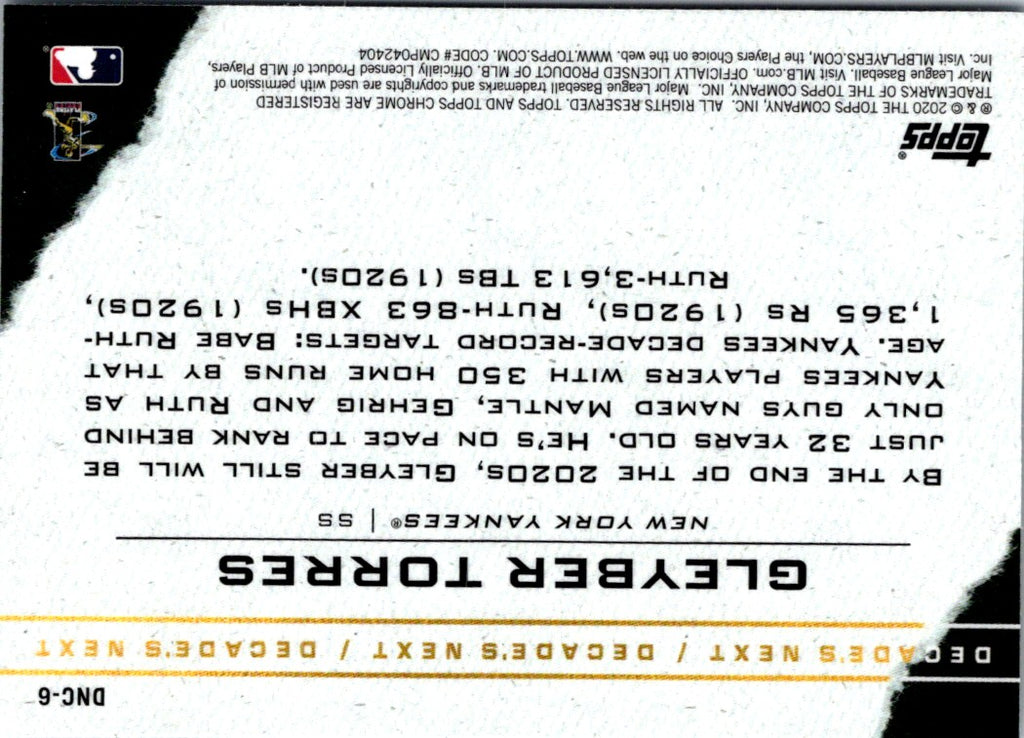 DNC-6
DECADE'S NEXT / DECADE'S NEXT / DECADE'S NEXT
GLEYBER TORRES
NEW YORK YANKEES® | SS
BY THE END OF THE 2020S, GLEYBER STILL WILL BE
JUST 32 YEARS OLD. HE'S ON PACE TO RANK BEHIND
ONLY GUYS NAMED MANTLE, GEHRIG AND RUTH AS
YANKEES PLAYERS WITH 350 HOME RUNS BY THAT
AGE. YANKEES DECADE-RECORD TARGETS: BABE RUTH-
1,365 RS (1920S), RUTH-863 XBHS (1920S),
RUTH-3,613 TBS (1920S).
topps®
® & © 2020 THE TOPPS COMPANY, INC. ALL RIGHTS RESERVED. TOPPS AND TOPPS CHROME ARE REGISTERED
TRADEMARKS OF THE TOPPS COMPANY, INC. Major League Baseball trademarks and copyrights are used with permission of
Major League Baseball. Visit MLB.com. OFFICIALLY LICENSED PRODUCT OF MLB. Officially Licensed Product of MLB Players,
Inc. Visit MLBPLAYERS.COM, the Players Choice on the web. WWW.TOPPS.COM. CODE# CMP042404